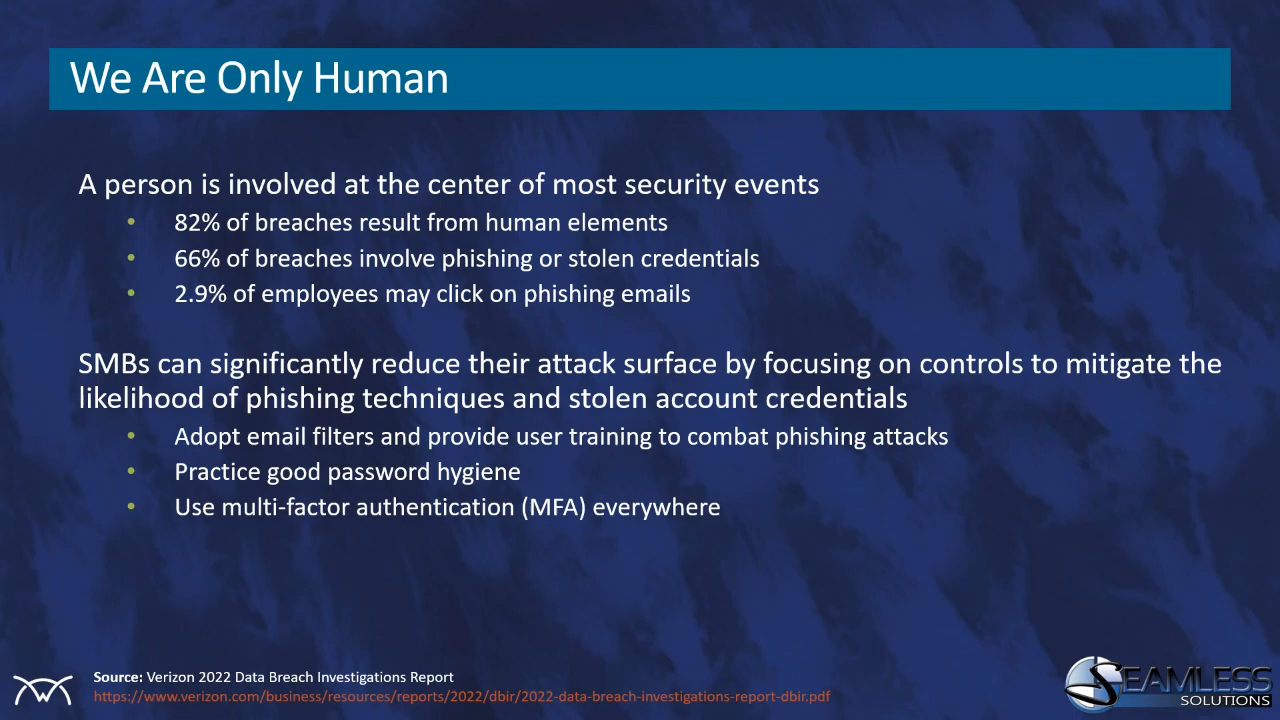 We Are Only Human
A person is involved at the center of most security events
• 82% of breaches result from human elements
• 66% of breaches involve phishing or stolen credentials
• 2.9% of employees may click on phishing emails
SMBs can significantly reduce their attack surface by focusing on controls to mitigate the
likelihood of phishing techniques and stolen account credentials
• Adopt email filters and provide user training to combat phishing attacks
• Practice good password hygiene
• Use multi-factor authentication (MFA) everywhere
Source: Verizon 2022 Data Breach Investigations Report
https://www.verizon.com/business/resources/reports/2022/dbir/2022-data-breach-investigations-report-dbir.pdf
SEAMLESS
SOLUTIONS